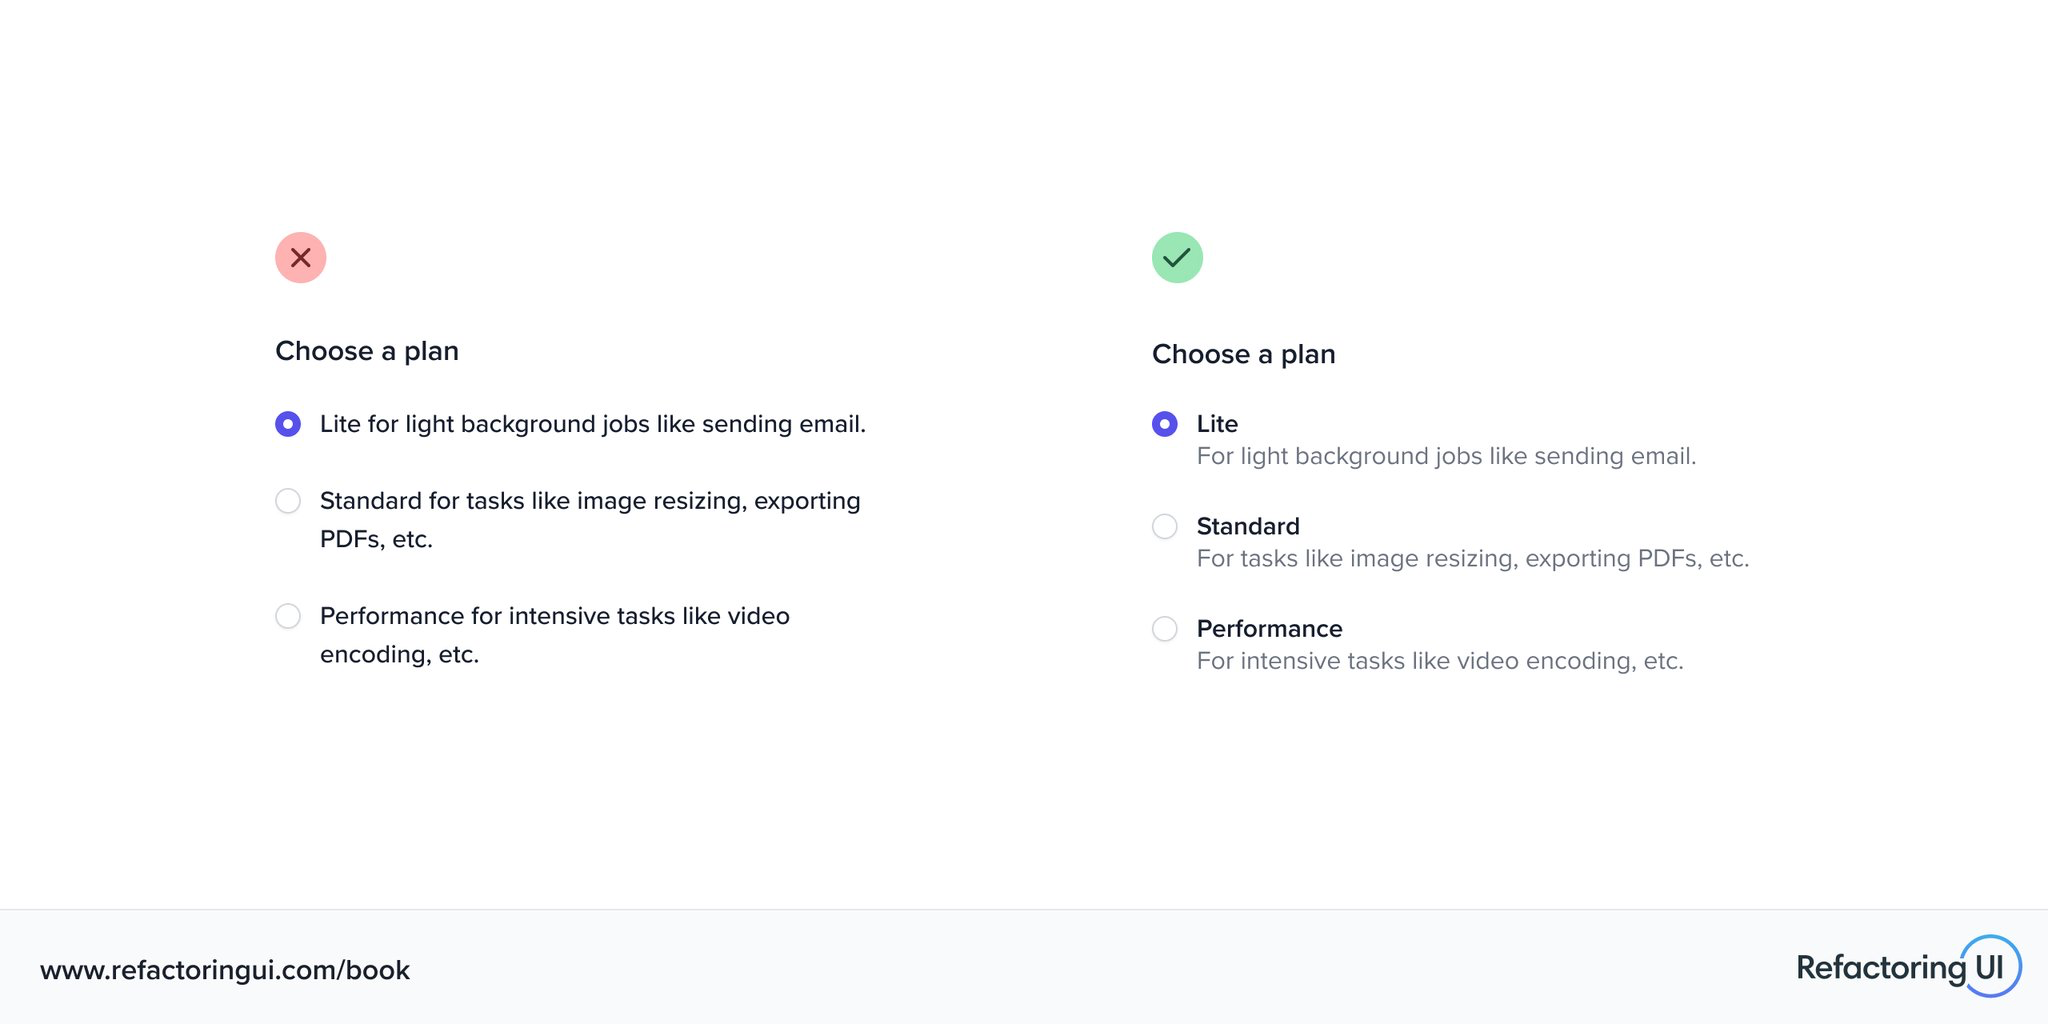 Choose a plan
Lite for light background jobs like sending email.
Standard for tasks like image resizing, exporting
PDFs, etc.
Performance for intensive tasks like video
encoding, etc.
Choose a plan
Lite
For light background jobs like sending email.
Standard
For tasks like image resizing, exporting PDFs, etc.
Performance
For intensive tasks like video encoding, etc.
www.refactoringui.com/book
Refactoring UI